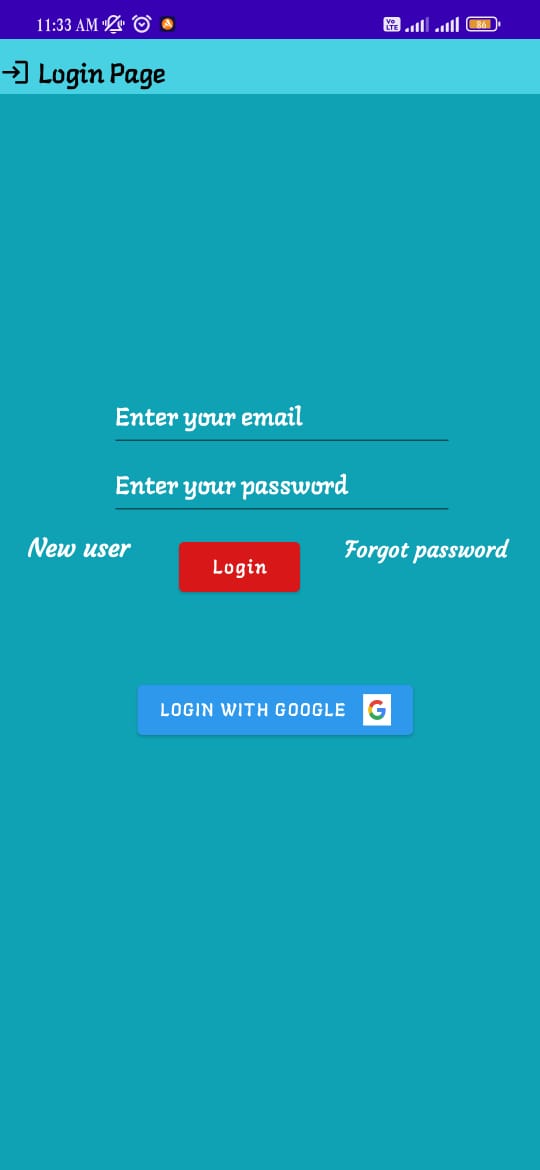 11:33 AM Vo LTE 86
Login Page
Enter your email
Enter your password
New user Login Forgot password
LOGIN WITH GOOGLE G